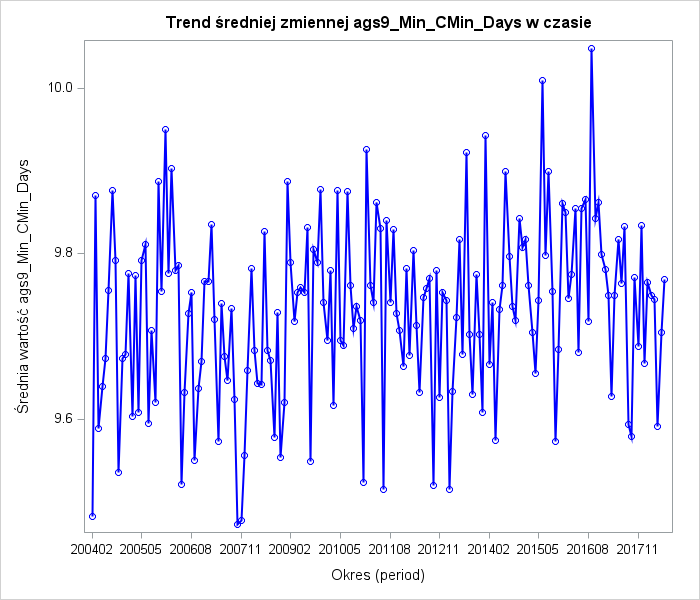 Trend średniej zmiennej ags9_Min_CMin_Days w czasie
Średnia wartość ags9_Min_CMin_Days
10.0
9.8
9.6
200402 200505 200608 200711 200902 201005 201108 201211 201402 201505 201608 201711
Okres (period)